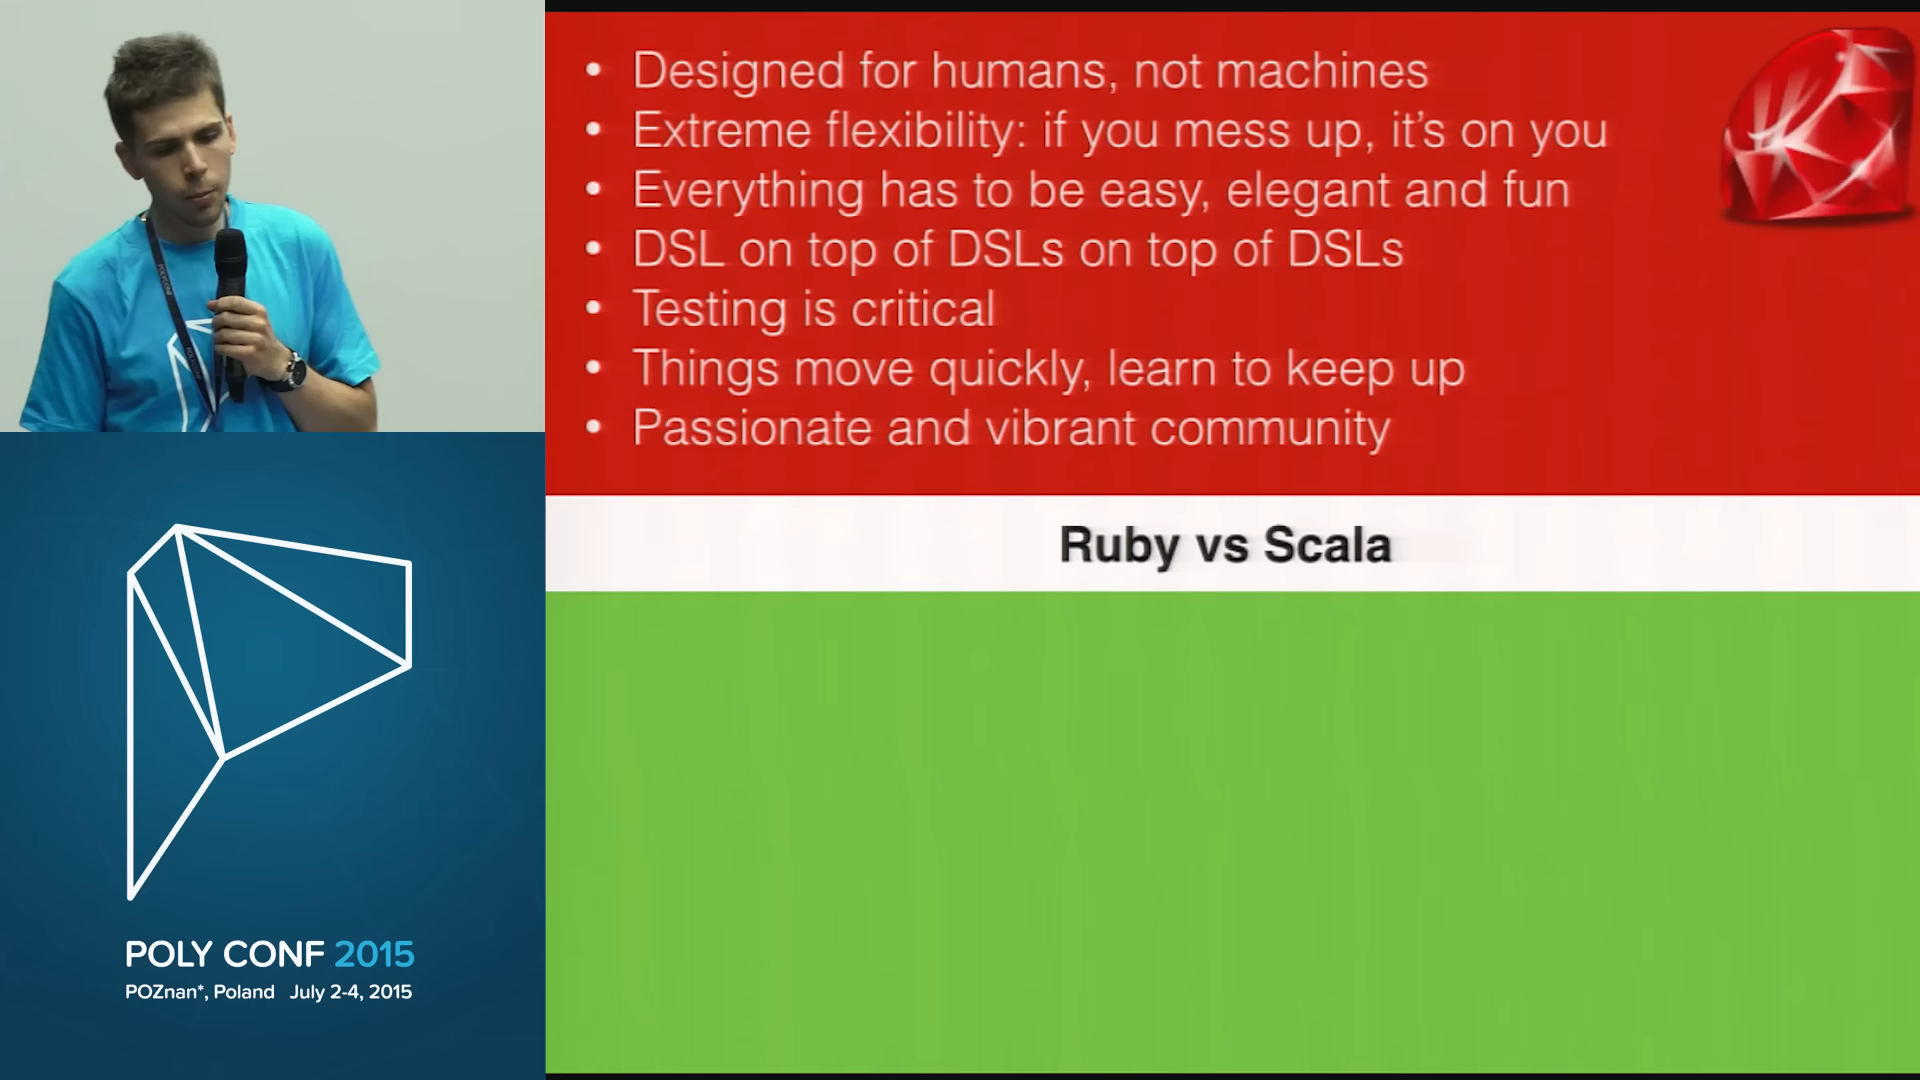 • Designed for humans, not machines
• Extreme flexibility: if you mess up, it's on you
• Everything has to be easy, elegant and fun
• DSL on top of DSLs on top of DSLs
• Testing is critical
• Things move quickly, learn to keep up
• Passionate and vibrant community
Ruby vs Scala
POLY CONF 2015
POZnan*, Poland July 2-4, 2015